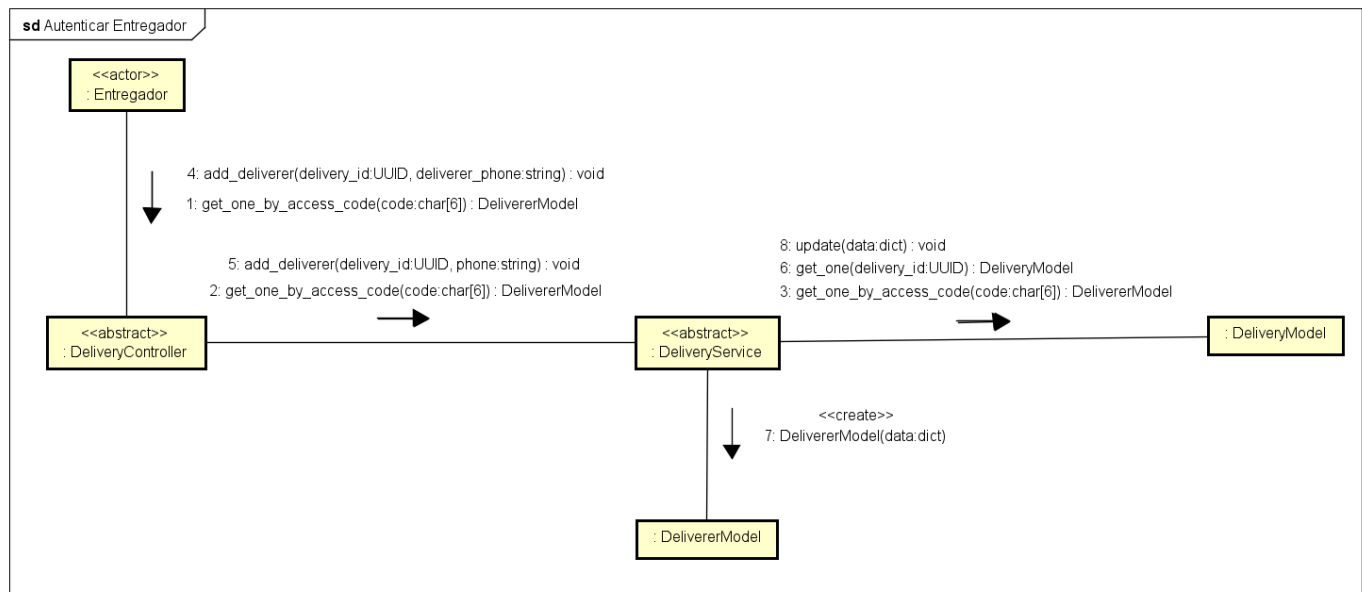 sd Autenticar Entregador
<<actor>>
: Entregador
4: add_deliverer(delivery_id:UUID, deliverer_phone:string) : void
1: get_one_by_access_code(code:char[6]) : DelivererModel
5: add_deliverer(delivery_id:UUID, phone:string) : void
2: get_one_by_access_code(code:char[6]) : DelivererModel
8: update(data:dict) : void
6: get_one(delivery_id:UUID) : DeliveryModel
3: get_one_by_access_code(code:char[6]) : DelivererModel
<<abstract>>
: DeliveryController
<<abstract>>
: DeliveryService
: DeliveryModel
<<create>>
7: DelivererModel(data:dict)
: DelivererModel